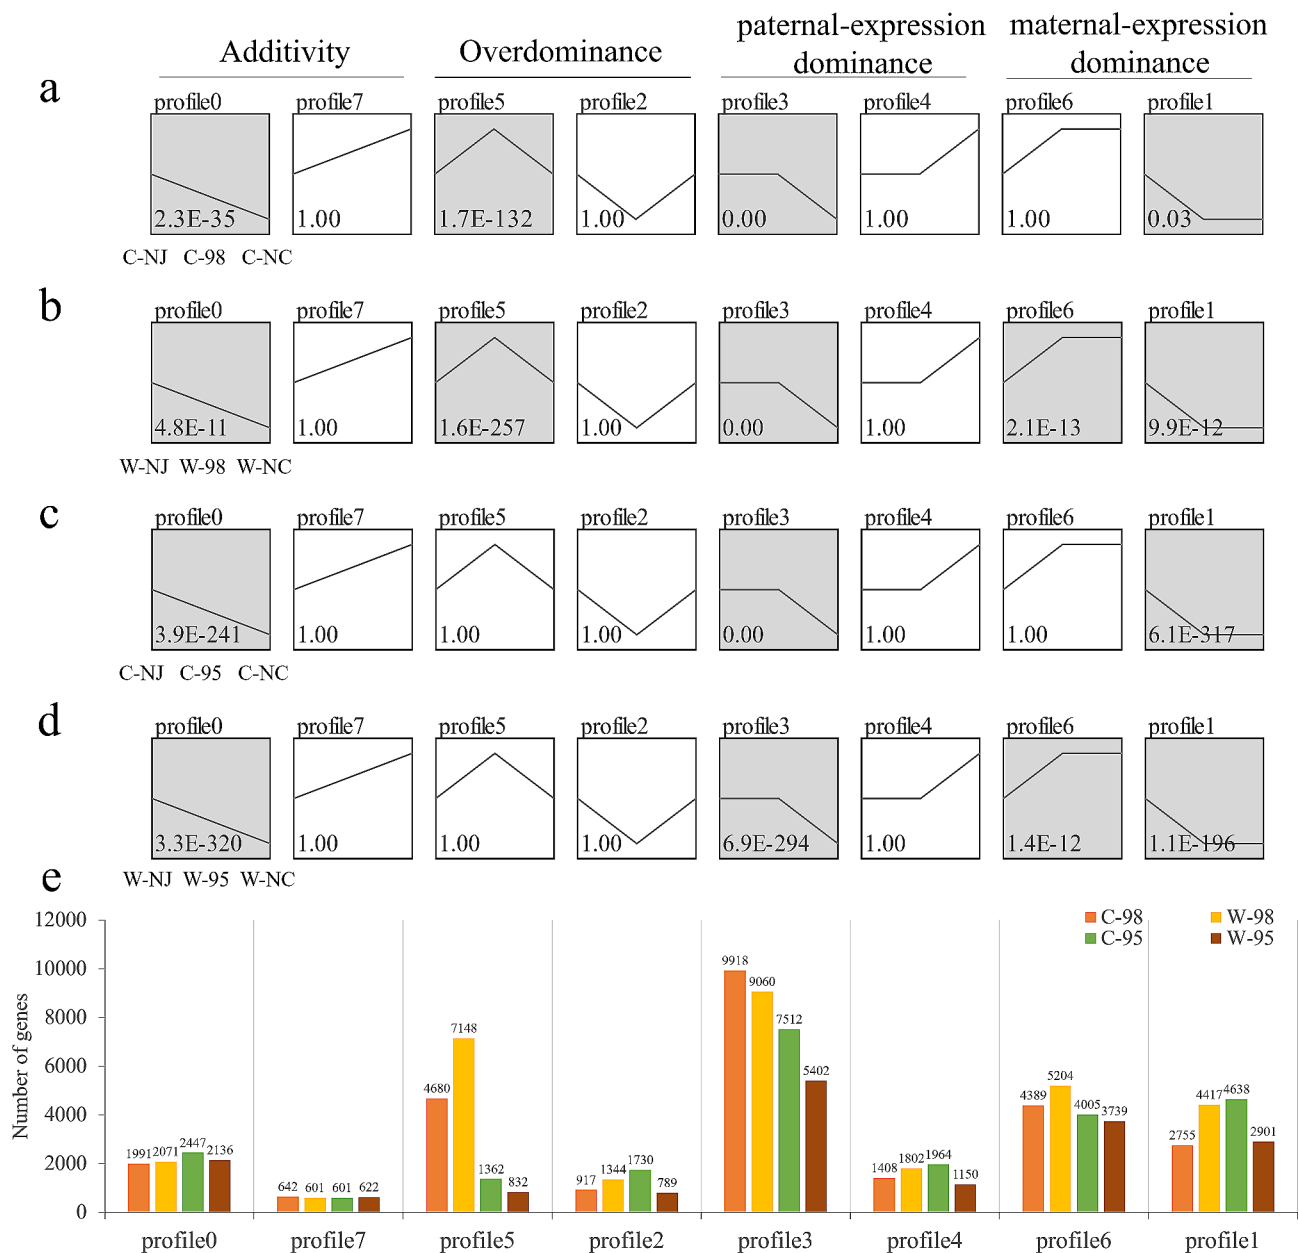 Additivity
Overdominance
paternal-expression
dominance
maternal-expression
dominance
a
profile0 profile7 profile5 profile2 profile3 profile4 profile6 profile1
2.3E-35 1.00 1.7E-132 1.00 0.00 1.00 1.00 0.03
C-NJ C-98 C-NC
b
profile0 profile7 profile5 profile2 profile3 profile4 profile6 profile1
4.8E-11 1.00 1.6E-257 1.00 0.00 1.00 2.1E-13 9.9E-12
W-NJ W-98 W-NC
c
profile0 profile7 profile5 profile2 profile3 profile4 profile6 profile1
3.9E-241 1.00 1.00 1.00 0.00 1.00 1.00 6.1E-317
C-NJ C-95 C-NC
d
profile0 profile7 profile5 profile2 profile3 profile4 profile6 profile1
3.3E-320 1.00 1.00 1.00 6.9E-294 1.00 1.4E-12 1.1E-196
W-NJ W-95 W-NC
e
Number of genes
12000
10000
8000
6000
4000
2000
0
C-98 W-98
C-95 W-95
1991 2071 2447 2136
642 601 601 622
4680 7148 1362 832
917 1344 1730 789
9918 9060 7512 5402
1408 1802 1964 1150
4389 5204 4005 3739
2755 4417 4638 2901
profile0 profile7 profile5 profile2 profile3 profile4 profile6 profile1